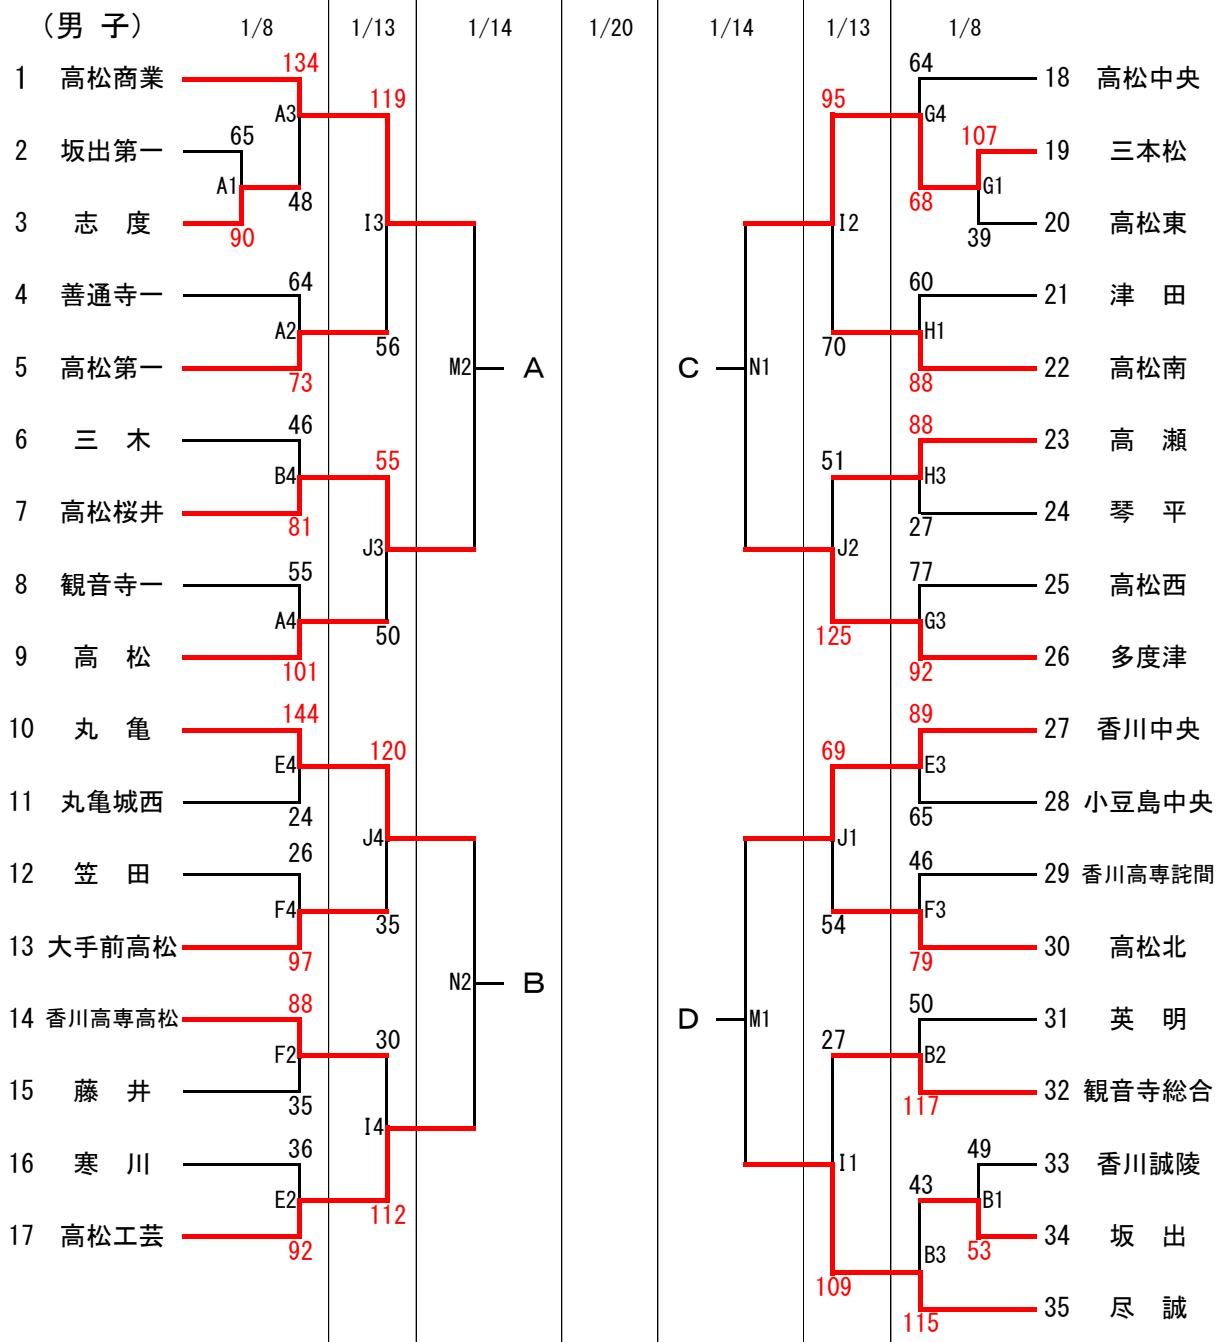 （男 子） 1/8 1/13 1/14 1/20 1/14 1/13 1/8
134 64
1 高松商業 18 高松中央
119 95
A3 G4
65 107
2 坂出第一 19 三本松
A1 G1
48 68
3 志 度 I3 I2 20 高松東
90 39
64 60
4 善通寺一 21 津 田
A2 H1
56 70
5 高松第一 M2 A C N1 22 高松南
73 88
46 88
6 三 木 23 高 瀬
55 51
B4 H3
7 高松桜井 24 琴 平
81 27
J3 J2
55 77
8 観音寺一 25 高松西
A4 G3
50 125
9 高 松 26 多度津
101 92
144 89
10 丸 亀 27 香川中央
120 69
E4 E3
11 丸亀城西 28 小豆島中央
24 65
J4 J1
26 46
12 笠 田 29 香川高専詫間
F4 F3
35 54
13 大手前高松 30 高松北
97 79
N2 B
88 50
14 香川高専高松 D M1 31 英 明
30 27
F2 B2
15 藤 井 32 観音寺総合
35 117
I4
36 49
16 寒 川 I1 33 香川誠陵
43
E2 B1
112
17 高松工芸 34 坂 出
92 53
B3
109
35 尽 誠
115